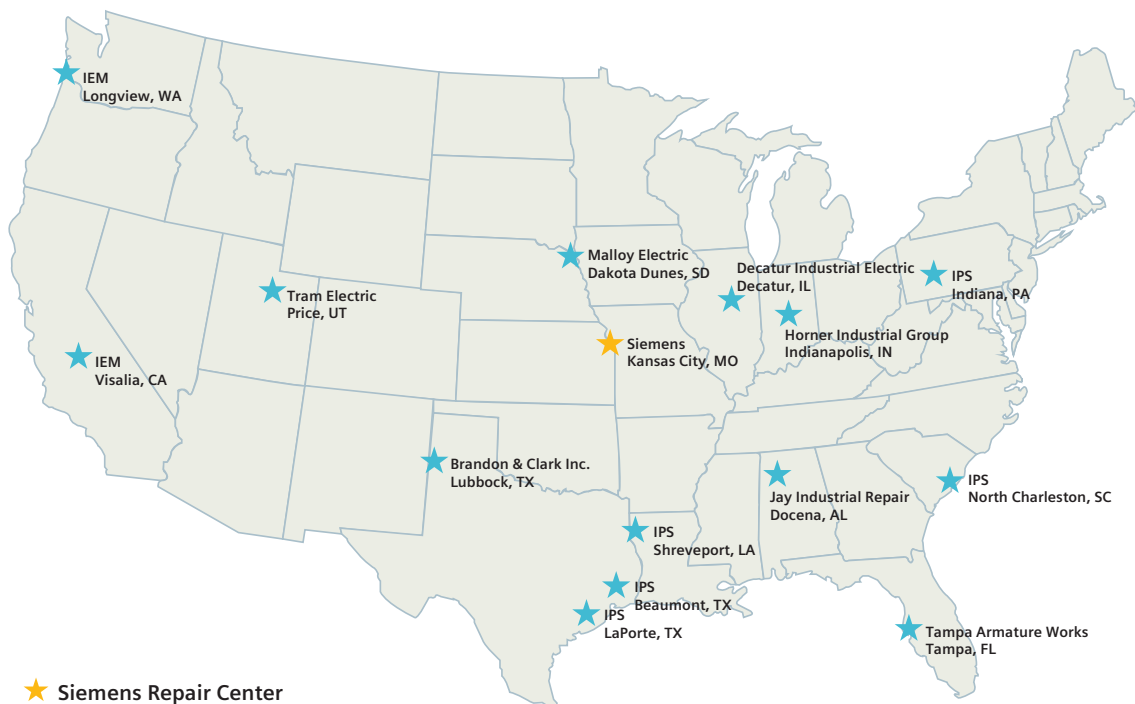 IEM
Longview, WA
Malloy Electric
Dakota Dunes, SD
Decatur Industrial Electric
Decatur, IL
IPS
Indiana, PA
Tram Electric
Price, UT
Horner Industrial Group
Indianapolis, IN
Siemens
Kansas City, MO
IEM
Visalia, CA
Brandon & Clark Inc.
Lubbock, TX
Jay Industrial Repair
Docena, AL
IPS
North Charleston, SC
IPS
Shreveport, LA
IPS
Beaumont, TX
IPS
LaPorte, TX
Tampa Armature Works
Tampa, FL
Siemens Repair Center